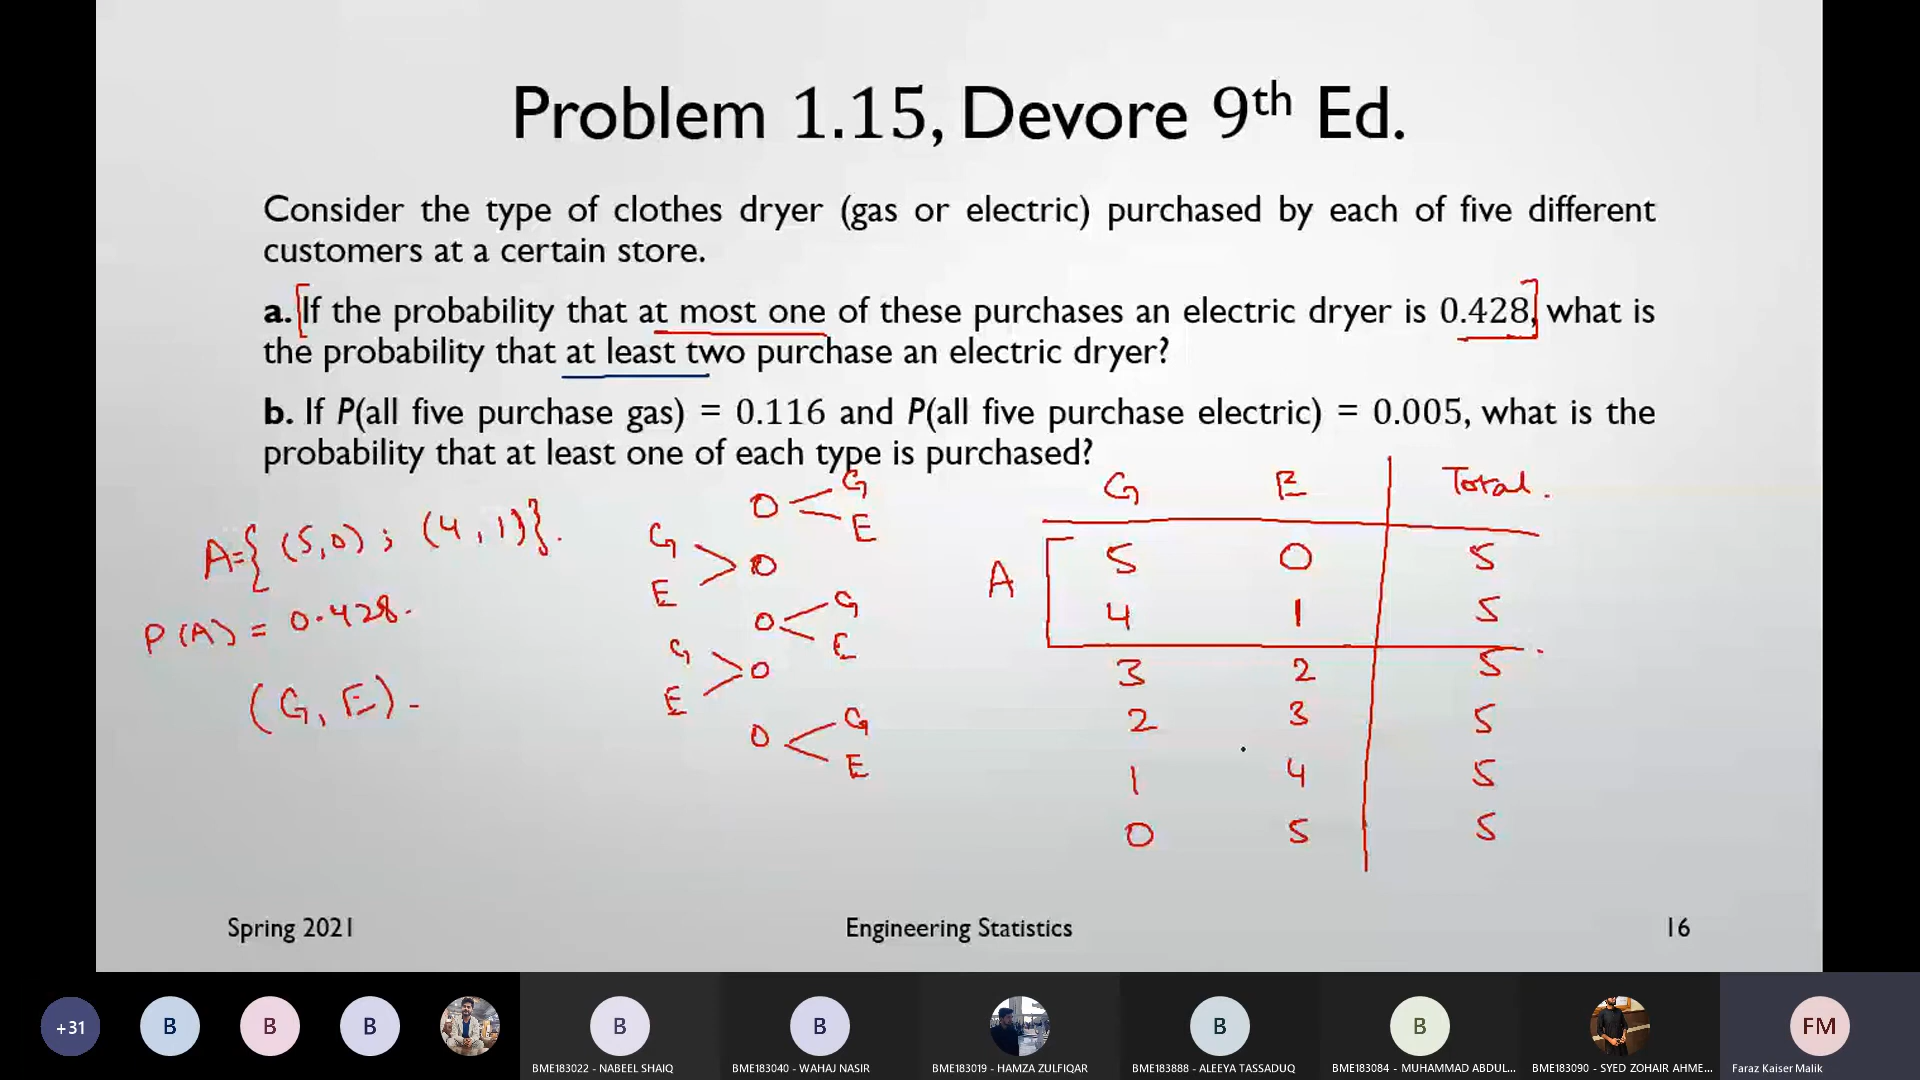 Problem 1.15, Devore 9th Ed.
Consider the type of clothes dryer (gas or electric) purchased by each of five different
customers at a certain store.
a. [If the probability that at most one of these purchases an electric dryer is 0.428,] what is
the probability that at least two purchase an electric dryer?
b. If P(all five purchase gas) = 0.116 and P(all five purchase electric) = 0.005, what is the
probability that at least one of each type is purchased?
A={ (5,0) ; (4,1)}.
P(A) = 0.428.
(G, E).
O < G
E
G
E > O
O < G
E
G
E > O
O < G
E
G E Total.
A
5 0 5
4 1 5
3 2 5
2 3 5
1 4 5
0 5 5
Spring 2021
Engineering Statistics
16
+31
B
B
B
B
BME183022 - NABEEL SHAIQ
B
BME183040 - WAHAJ NASIR
BME183019 - HAMZA ZULFIQAR
B
BME183888 - ALEEYA TASSADUQ
B
BME183084 - MUHAMMAD ABDUL...
BME183090 - SYED ZOHAIR AHME...
FM
Faraz Kaiser Malik